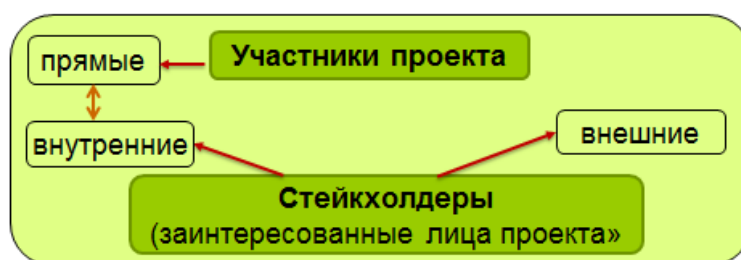 прямые
Участники проекта
внутренние
внешние
Стейкхолдеры
(заинтересованные лица проекта»